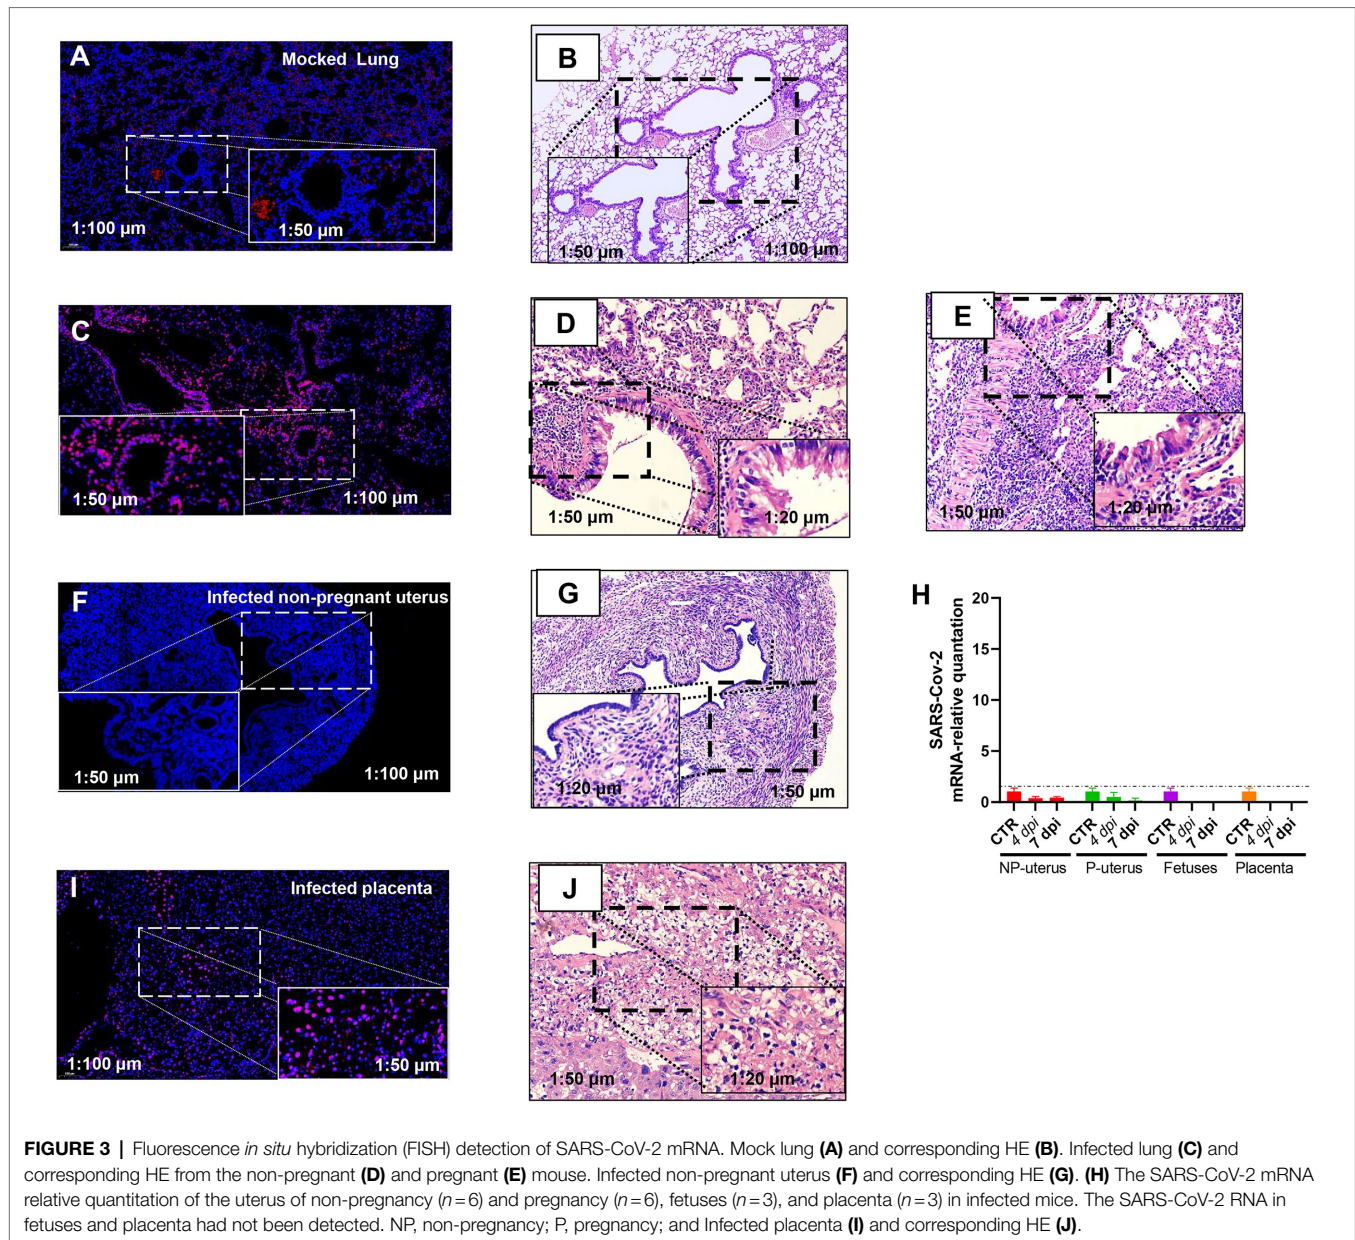 A
Mocked Lung
1:100 µm
1:50 µm
B
1:50 µm
1:100 µm
C
1:50 µm
1:100 µm
D
1:50 µm
1:20 µm
E
1:50 µm
1:20 µm
F
Infected non-pregnant uterus
1:50 µm
1:100 µm
G
1:20 µm
1:50 µm
H
SARS-Cov-2
mRNA-relative quantation
20
15
10
5
0
CTR 4 dpi 7 dpi CTR 4 dpi 7 dpi CTR 4 dpi 7 dpi CTR 4 dpi 7 dpi
NP-uterus P-uterus Fetuses Placenta
I
Infected placenta
1:100 µm
1:50 µm
J
1:50 µm
1:20 µm
FIGURE 3 | Fluorescence in situ hybridization (FISH) detection of SARS-CoV-2 mRNA. Mock lung (A) and corresponding HE (B). Infected lung (C) and
corresponding HE from the non-pregnant (D) and pregnant (E) mouse. Infected non-pregnant uterus (F) and corresponding HE (G). (H) The SARS-CoV-2 mRNA
relative quantitation of the uterus of non-pregnancy (n=6) and pregnancy (n=6), fetuses (n=3), and placenta (n=3) in infected mice. The SARS-CoV-2 RNA in
fetuses and placenta had not been detected. NP, non-pregnancy; P, pregnancy; and Infected placenta (I) and corresponding HE (J).